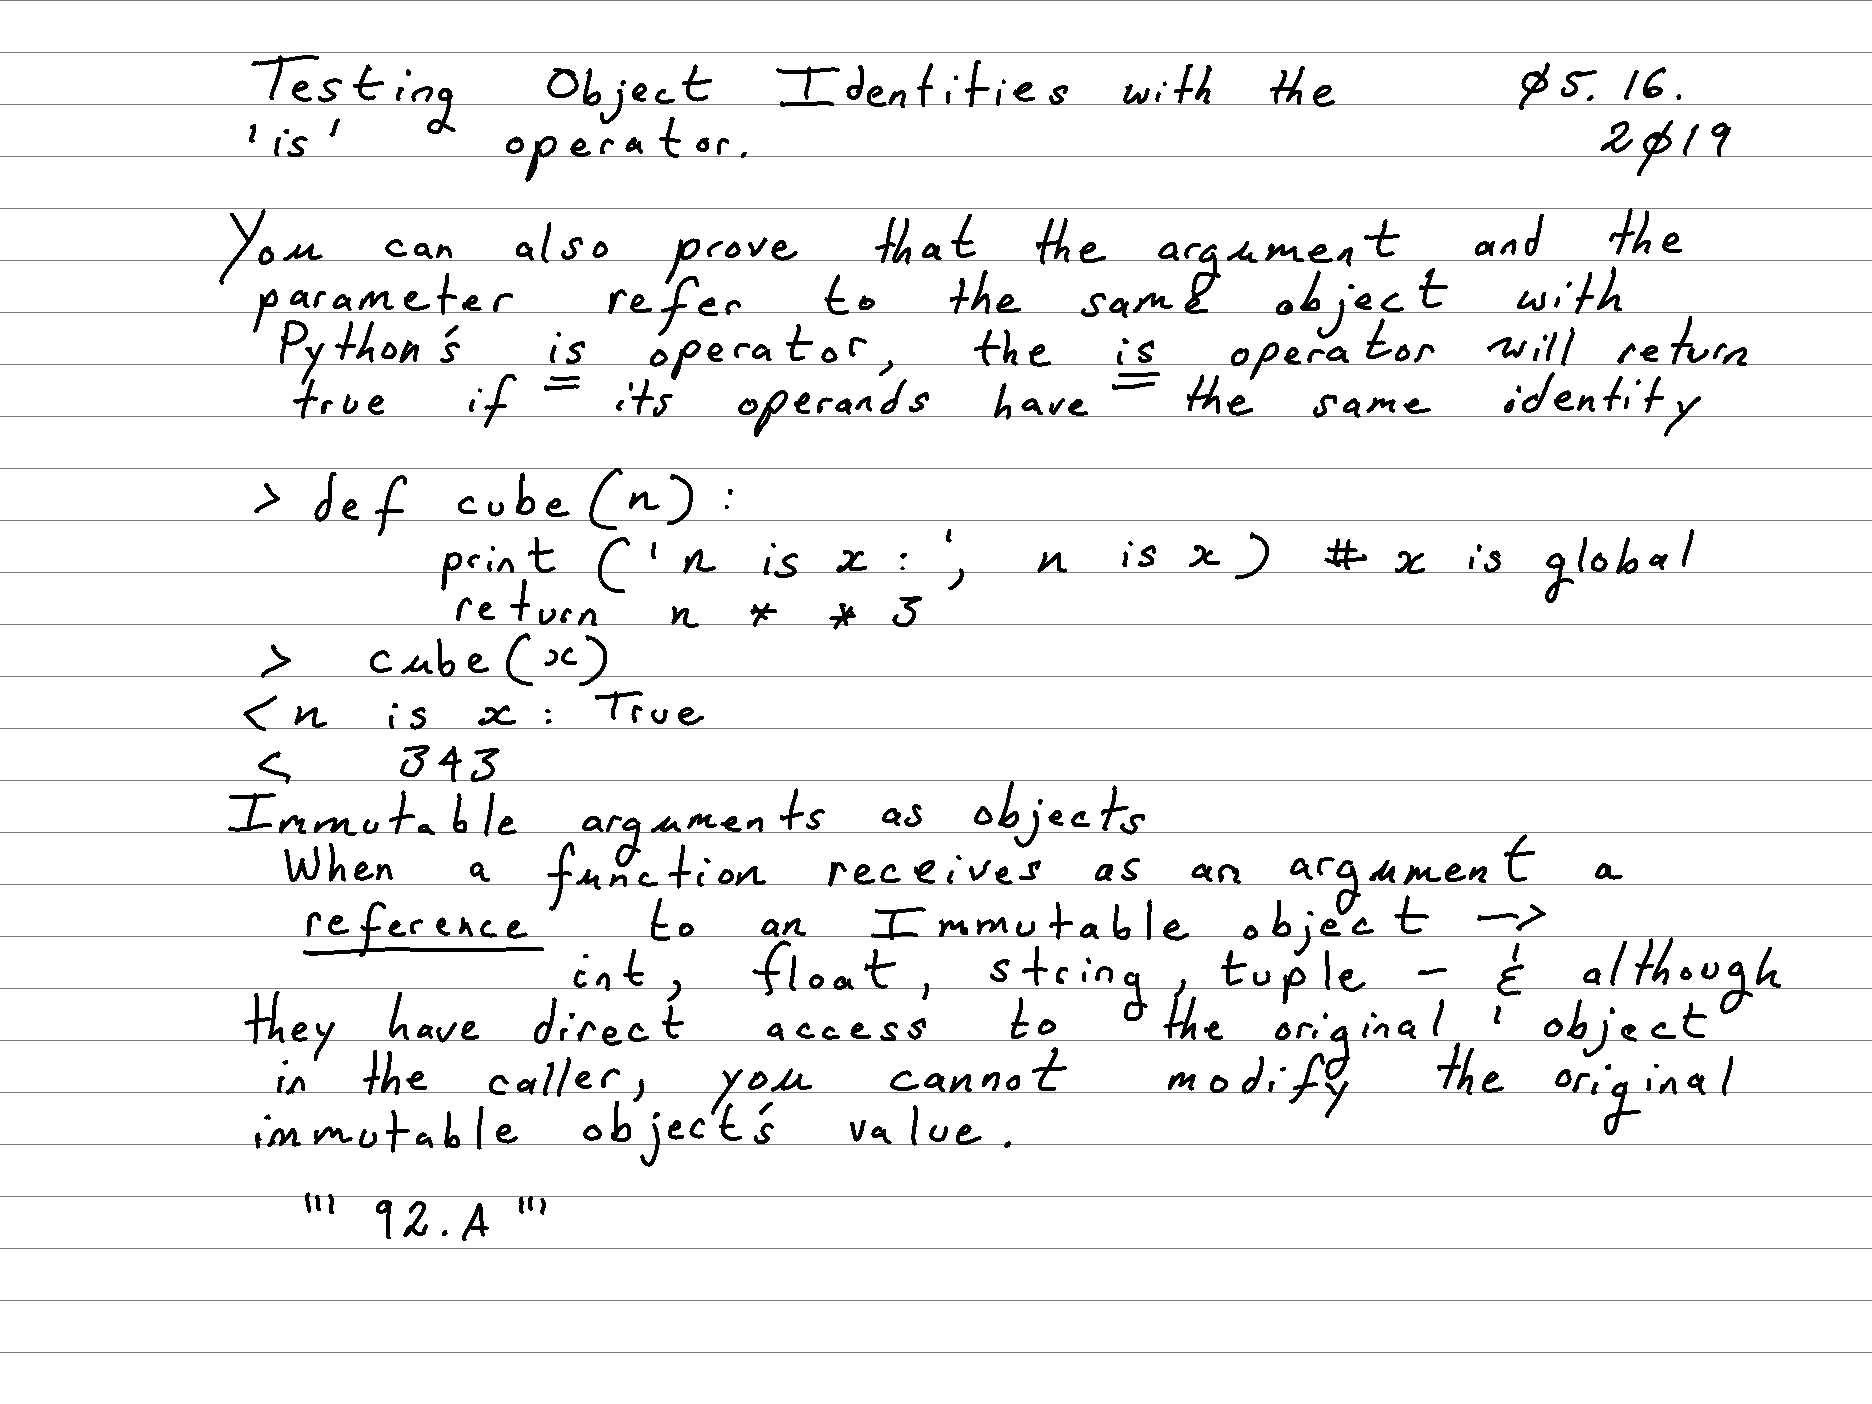 Testing Object Identities with the Ø5. 16.
'is' operator. 2Ø19
You can also prove that the argument and the
parameter refer to the same object with
Python's is operator, the is operator will return
true if its operands have the same identity
> def cube(n):
print ('n is x:', n is x) # x is global
return n * * 3
> cube(x)
< n is x: True
< 343
Immutable arguments as objects
When a function receives as an argument a
reference to an Immutable object ->
int, float, string, tuple - & although
they have direct access to the original ' object
in the caller, you cannot modify the original
immutable object's value.
''' 92.A '''